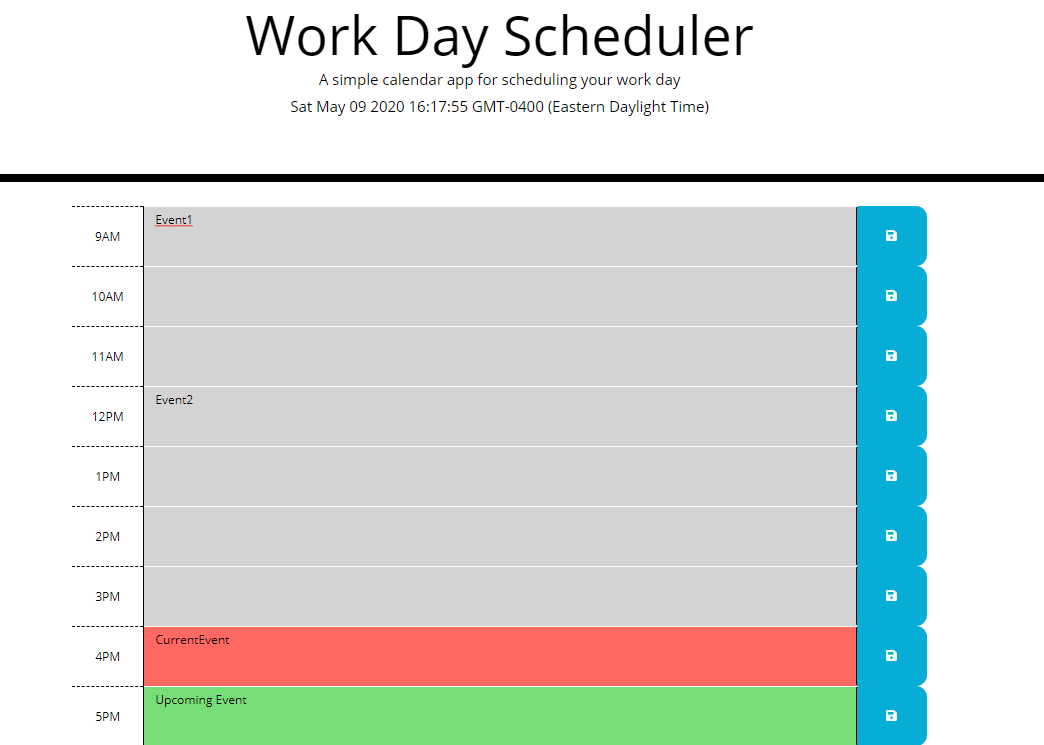 Work Day Scheduler
A simple calendar app for scheduling your work day
Sat May 09 2020 16:17:55 GMT-0400 (Eastern Daylight Time)
9AM Event1
10AM
11AM
12PM Event2
1PM
2PM
3PM
4PM CurrentEvent
5PM Upcoming Event